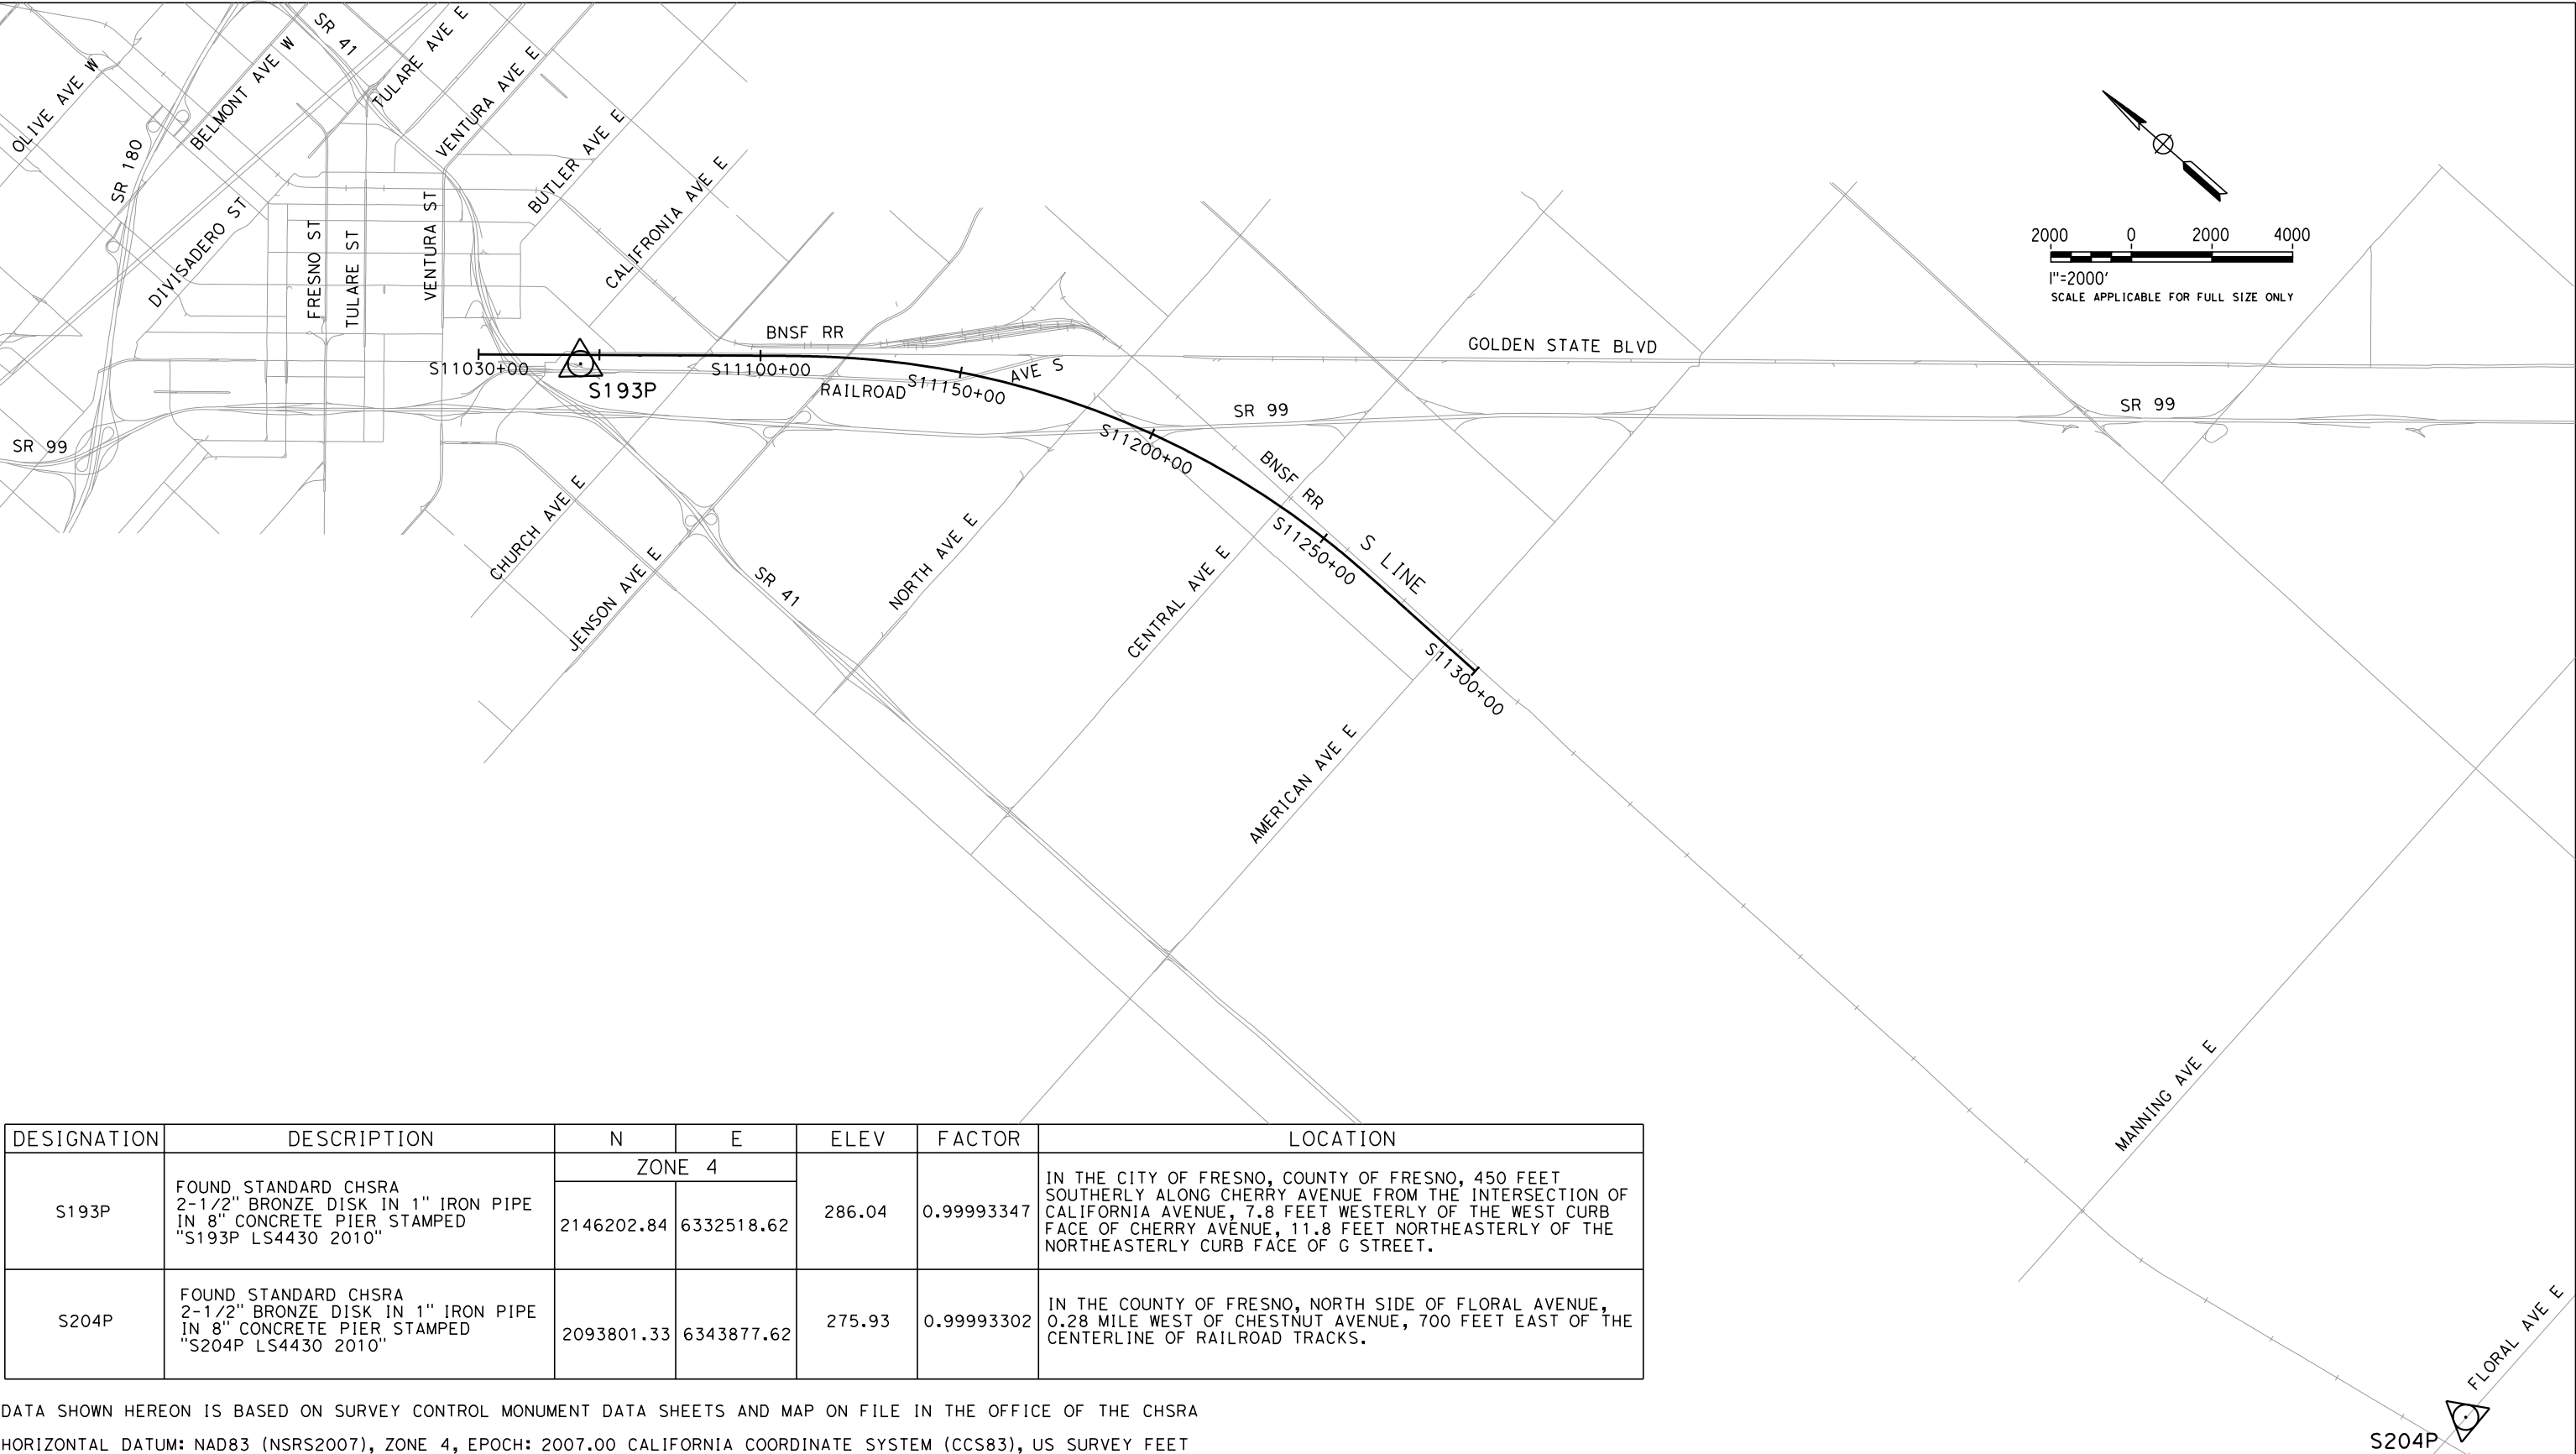 SR 41
TULARE AVE E
OLIVE AVE W
BELMONT AVE W
VENTURA AVE E
SR 180
BUTLER AVE E
CALIFRONIA AVE E
DIVISADERO ST
FRESNO ST
TULARE ST
VENTURA ST
2000 0 2000 4000
1"=2000'
SCALE APPLICABLE FOR FULL SIZE ONLY
BNSF RR
GOLDEN STATE BLVD
S11030+00
S193P
S11100+00
RAILROAD AVE S
S11150+00
SR 99
SR 99
SR 99
S11200+00
BNSF RR
S LINE
S11250+00
CHURCH AVE E
JENSON AVE E
SR 41
NORTH AVE E
CENTRAL AVE E
S11300+00
AMERICAN AVE E
MANNING AVE E
FLORAL AVE E
S204P
DESIGNATION DESCRIPTION N E ELEV FACTOR LOCATION
ZONE 4
S193P
FOUND STANDARD CHSRA
2-1/2" BRONZE DISK IN 1" IRON PIPE
IN 8" CONCRETE PIER STAMPED
"S193P LS4430 2010"
2146202.84 6332518.62 286.04 0.99993347
IN THE CITY OF FRESNO, COUNTY OF FRESNO, 450 FEET
SOUTHERLY ALONG CHERRY AVENUE FROM THE INTERSECTION OF
CALIFORNIA AVENUE, 7.8 FEET WESTERLY OF THE WEST CURB
FACE OF CHERRY AVENUE, 11.8 FEET NORTHEASTERLY OF THE
NORTHEASTERLY CURB FACE OF G STREET.
S204P
FOUND STANDARD CHSRA
2-1/2" BRONZE DISK IN 1" IRON PIPE
IN 8" CONCRETE PIER STAMPED
"S204P LS4430 2010"
2093801.33 6343877.62 275.93 0.99993302
IN THE COUNTY OF FRESNO, NORTH SIDE OF FLORAL AVENUE,
0.28 MILE WEST OF CHESTNUT AVENUE, 700 FEET EAST OF THE
CENTERLINE OF RAILROAD TRACKS.
DATA SHOWN HEREON IS BASED ON SURVEY CONTROL MONUMENT DATA SHEETS AND MAP ON FILE IN THE OFFICE OF THE CHSRA
HORIZONTAL DATUM: NAD83 (NSRS2007), ZONE 4, EPOCH: 2007.00 CALIFORNIA COORDINATE SYSTEM (CCS83), US SURVEY FEET